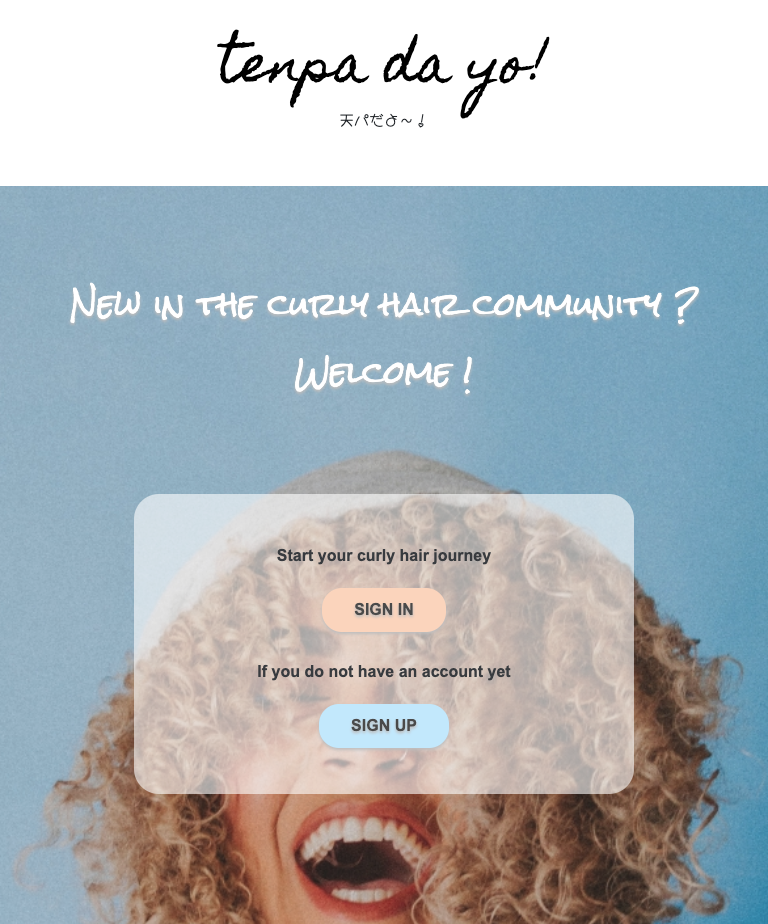 tenpa da yo!
天パだよ～！
New in the curly hair community ?
Welcome !
Start your curly hair journey
SIGN IN
If you do not have an account yet
SIGN UP